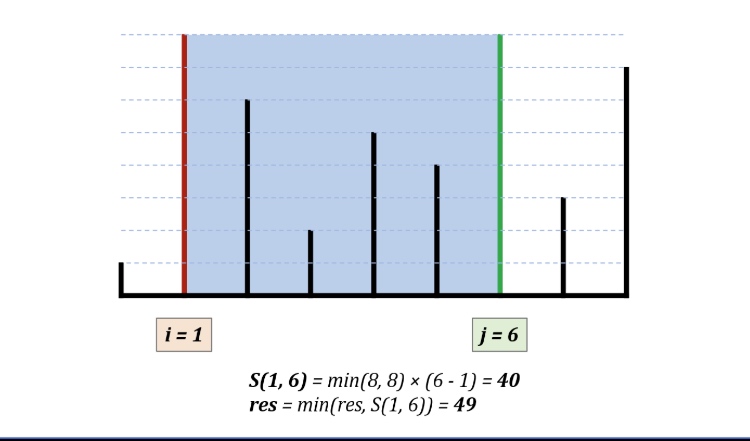 i = 1
j = 6
S(1, 6) = min(8, 8) × (6 - 1) = 40
res = min(res, S(1, 6)) = 49